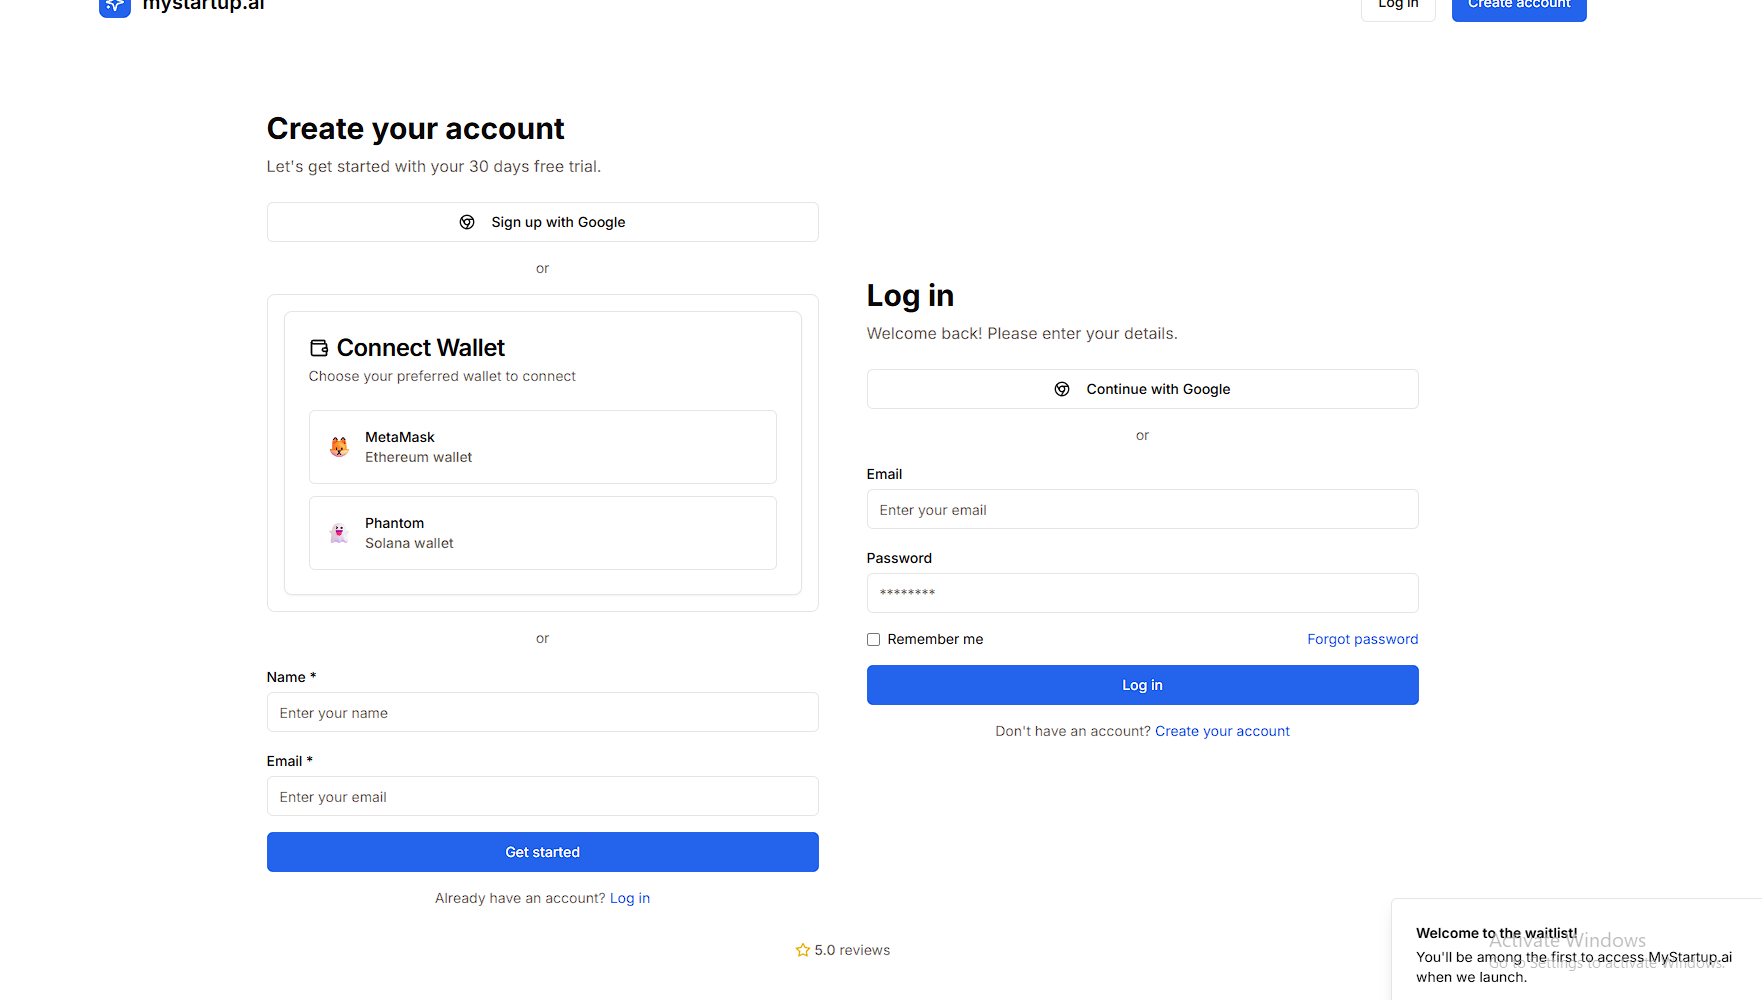 mystartup.ai
Log in
Create account
Create your account
Let's get started with your 30 days free trial.
Sign up with Google
or
Connect Wallet
Choose your preferred wallet to connect
MetaMask
Ethereum wallet
Phantom
Solana wallet
or
Name *
Enter your name
Email *
Enter your email
Get started
Already have an account? Log in
Log in
Welcome back! Please enter your details.
Continue with Google
or
Email
Enter your email
Password
********
Remember me
Forgot password
Log in
Don't have an account? Create your account
5.0 reviews
Welcome to the waitlist!
You'll be among the first to access MyStartup.ai
when we launch.
Activate Windows
Go to Settings to activate Windows.